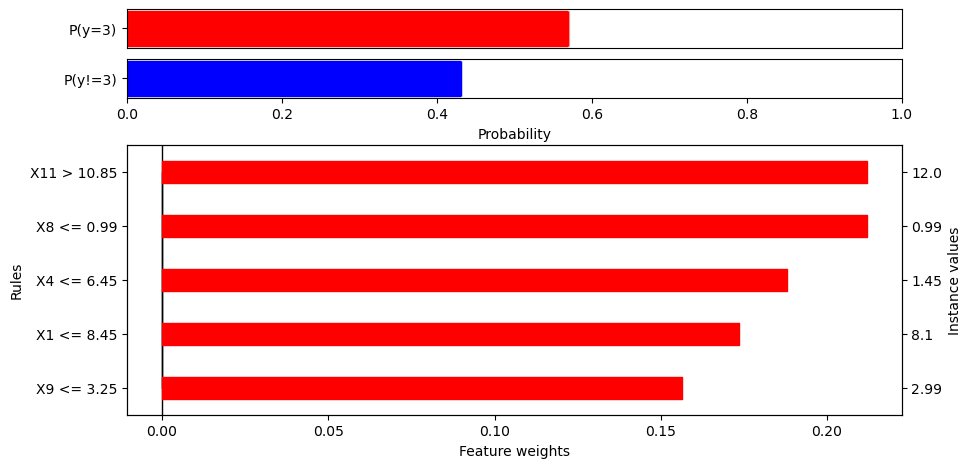 P(y=3)
P(y!=3)
0.0 0.2 0.4 0.6 0.8 1.0
Probability
X11 > 10.85 12.0
X8 <= 0.99 0.99
X4 <= 6.45 1.45
X1 <= 8.45 8.1
X9 <= 3.25 2.99
Rules
Instance values
0.00 0.05 0.10 0.15 0.20
Feature weights